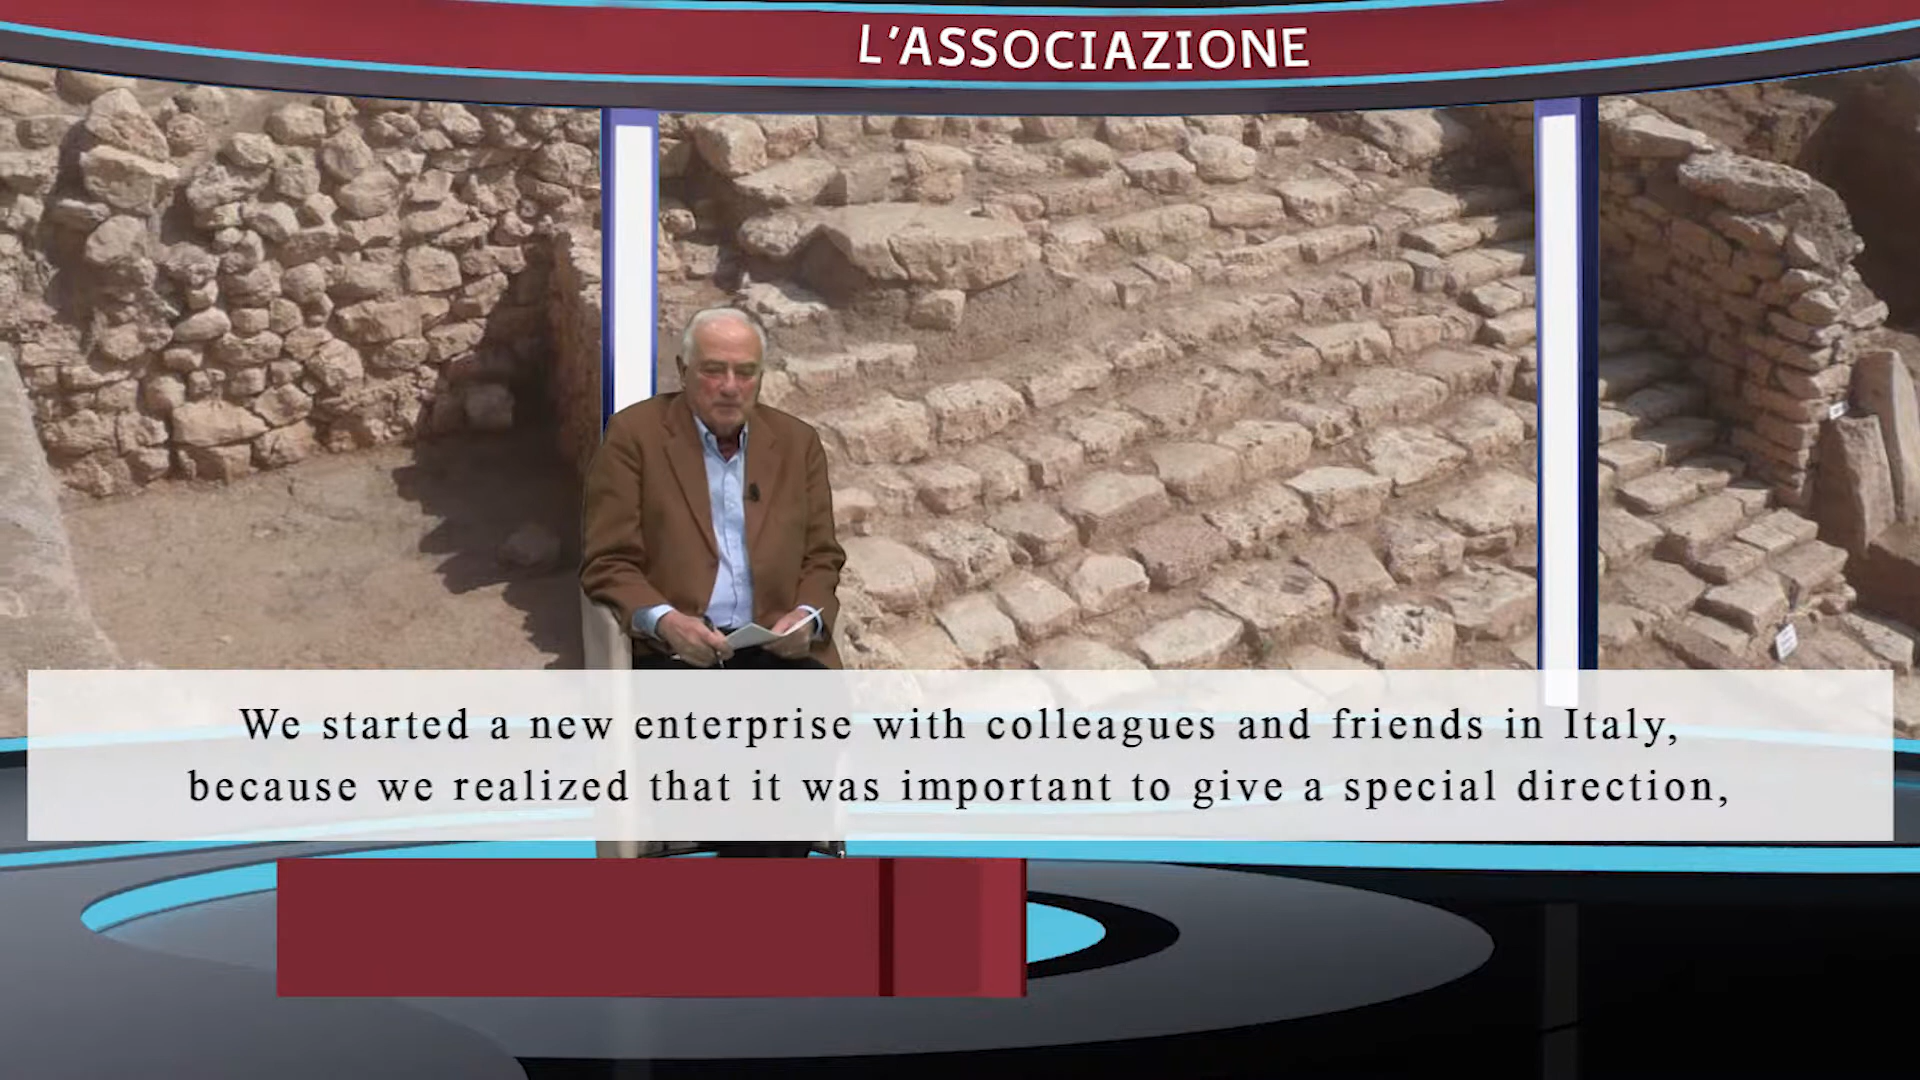 L'ASSOCIAZIONE
We started a new enterprise with colleagues and friends in Italy,
because we realized that it was important to give a special direction,